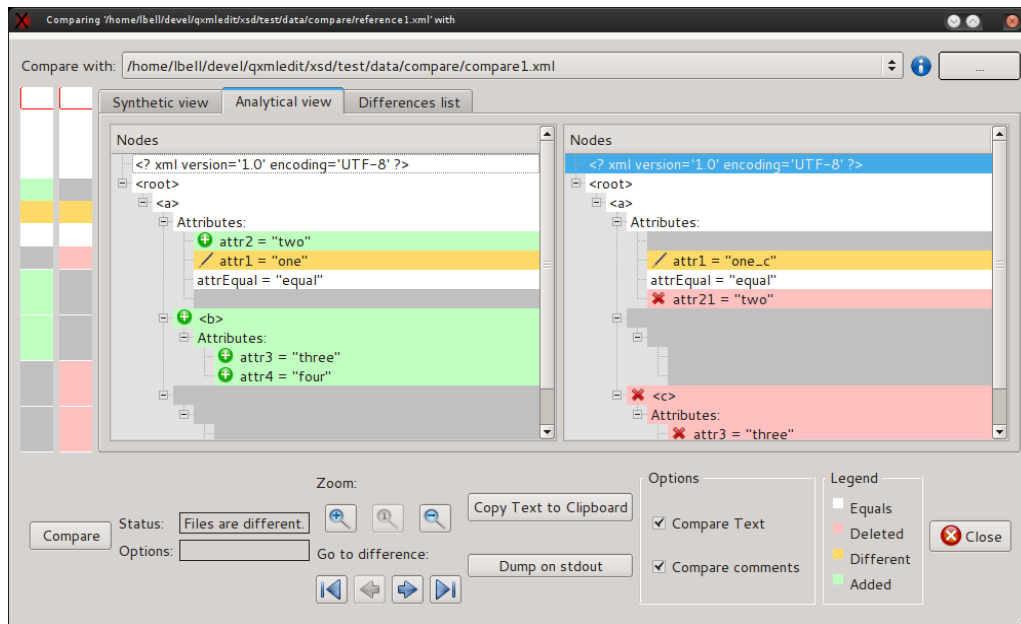 Comparing '/home/lbell/devel/qxmledit/xsd/test/data/compare/reference1.xml' with
Compare with: /home/lbell/devel/qxmledit/xsd/test/data/compare/compare1.xml ...
Synthetic view Analytical view Differences list
Nodes
<? xml version='1.0' encoding='UTF-8' ?>
<root>
<a>
Attributes:
attr2 = "two"
attr1 = "one"
attrEqual = "equal"
<b>
Attributes:
attr3 = "three"
attr4 = "four"
Nodes
<? xml version='1.0' encoding='UTF-8' ?>
<root>
<a>
Attributes:
attr1 = "one_c"
attrEqual = "equal"
attr21 = "two"
<c>
Attributes:
attr3 = "three"
Compare
Status: Files are different.
Options:
Zoom:
Go to difference:
Copy Text to Clipboard
Dump on stdout
Options
Compare Text
Compare comments
Legend
Equals
Deleted
Different
Added
Close